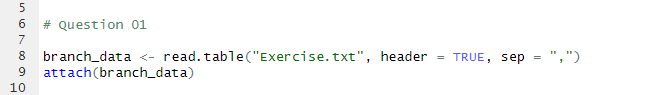 5
6 # Question 01
7
8 branch_data <- read.table("Exercise.txt", header = TRUE, sep = ",")
9 attach(branch_data)
10